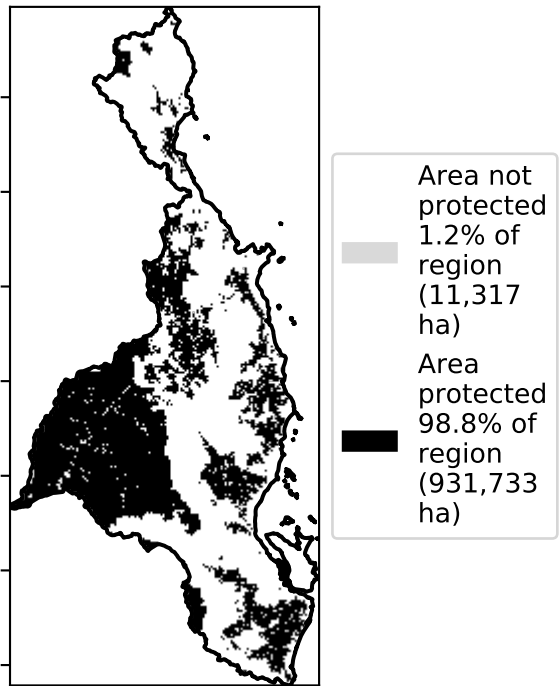 Area not
protected
1.2% of
region
(11,317
ha)
Area
protected
98.8% of
region
(931,733
ha)